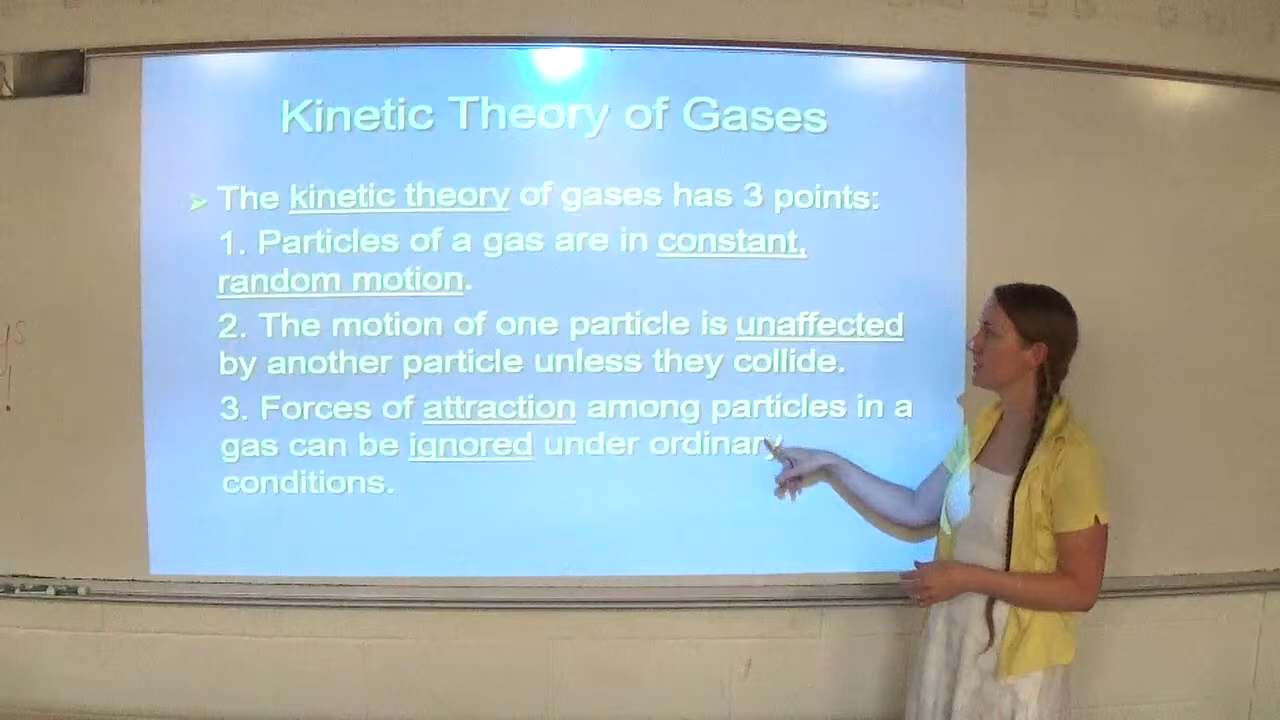 Kinetic Theory of Gases
The kinetic theory of gases has 3 points:
1. Particles of a gas are in constant,
random motion.
2. The motion of one particle is unaffected
by another particle unless they collide.
3. Forces of attraction among particles in a
gas can be ignored under ordinary
conditions.